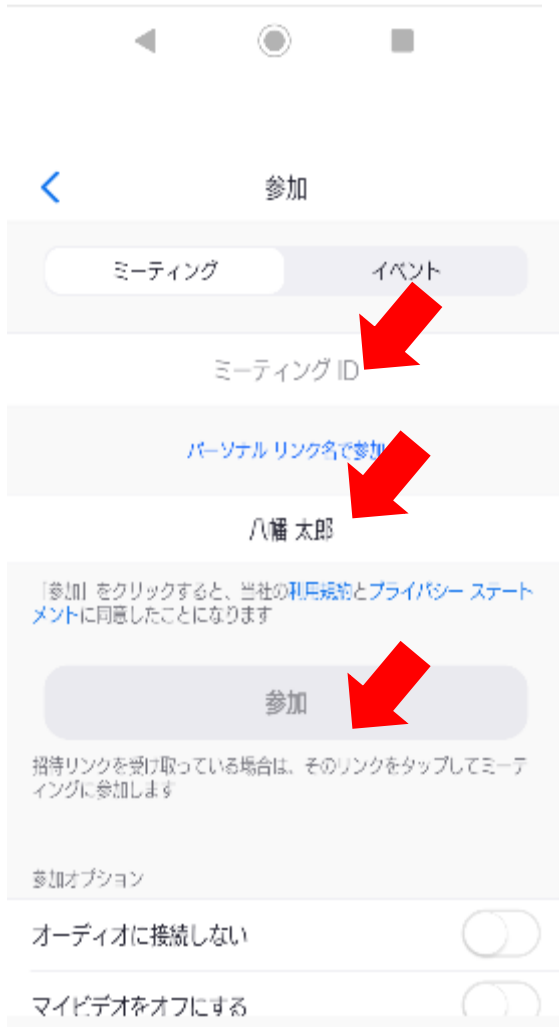 参加
ミーティング
イベント
ミーティング ID
パーソナル リンク名で参加
八幡 太郎
「参加」をクリックすると、当社の利用規約とプライバシー ステート
メントに同意したことになります
参加
招待リンクを受け取っている場合は、そのリンクをタップしてミーテ
ィングに参加します
参加オプション
オーディオに接続しない
マイビデオをオフにする